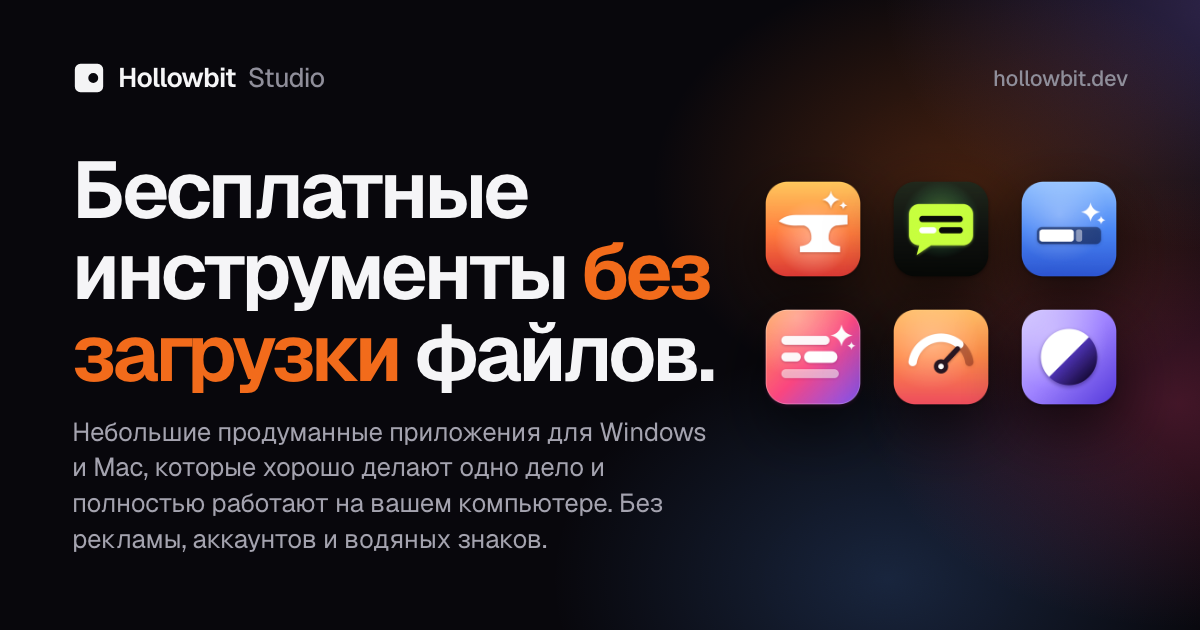 Hollowbit Studio
hollowbit.dev
Бесплатные
инструменты без
загрузки файлов.
Небольшие продуманные приложения для Windows
и Mac, которые хорошо делают одно дело и
полностью работают на вашем компьютере. Без
рекламы, аккаунтов и водяных знаков.